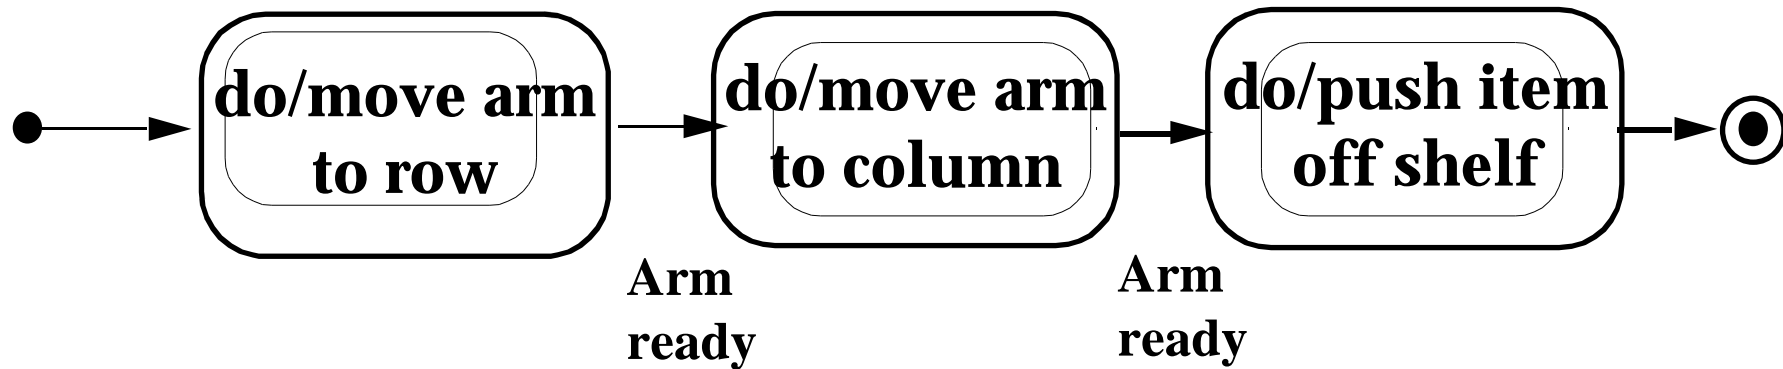 do/move arm
to row
do/move arm
to column
do/push item
off shelf
Arm
ready
Arm
ready